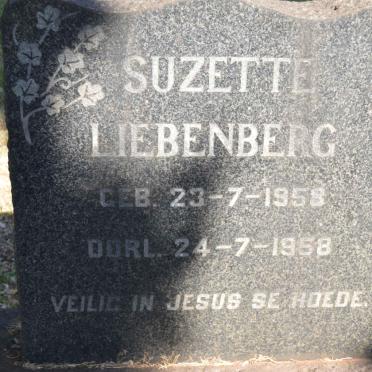 SUZETTE
LIEBENBERG
GEB. 23-7-1958
OORL. 24-7-1958
VEILIG IN JESUS SE HOEDE.